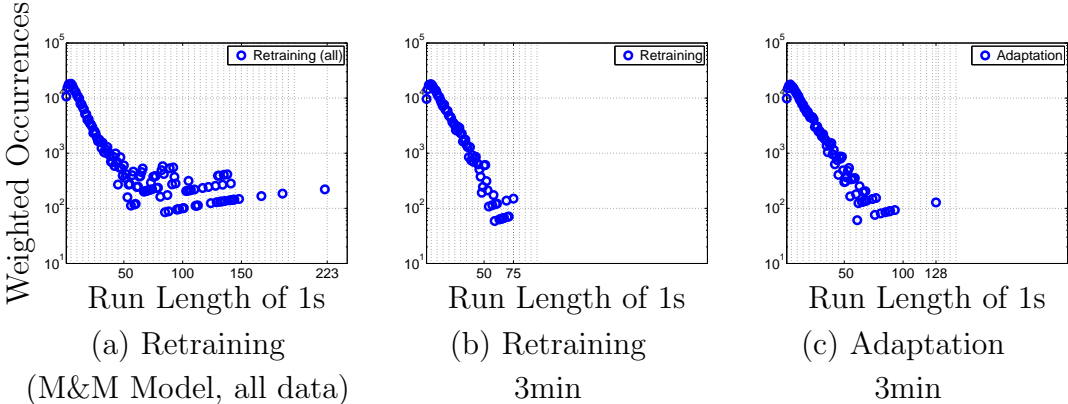 Weighted Occurrences
10^5
10^4
10^3
10^2
10^1
Retraining (all)
50 100 150 223
Run Length of 1s
(a) Retraining
(M&M Model, all data)
10^5
10^4
10^3
10^2
10^1
Retraining
50 75
Run Length of 1s
(b) Retraining
3min
10^5
10^4
10^3
10^2
10^1
Adaptation
50 100 128
Run Length of 1s
(c) Adaptation
3min